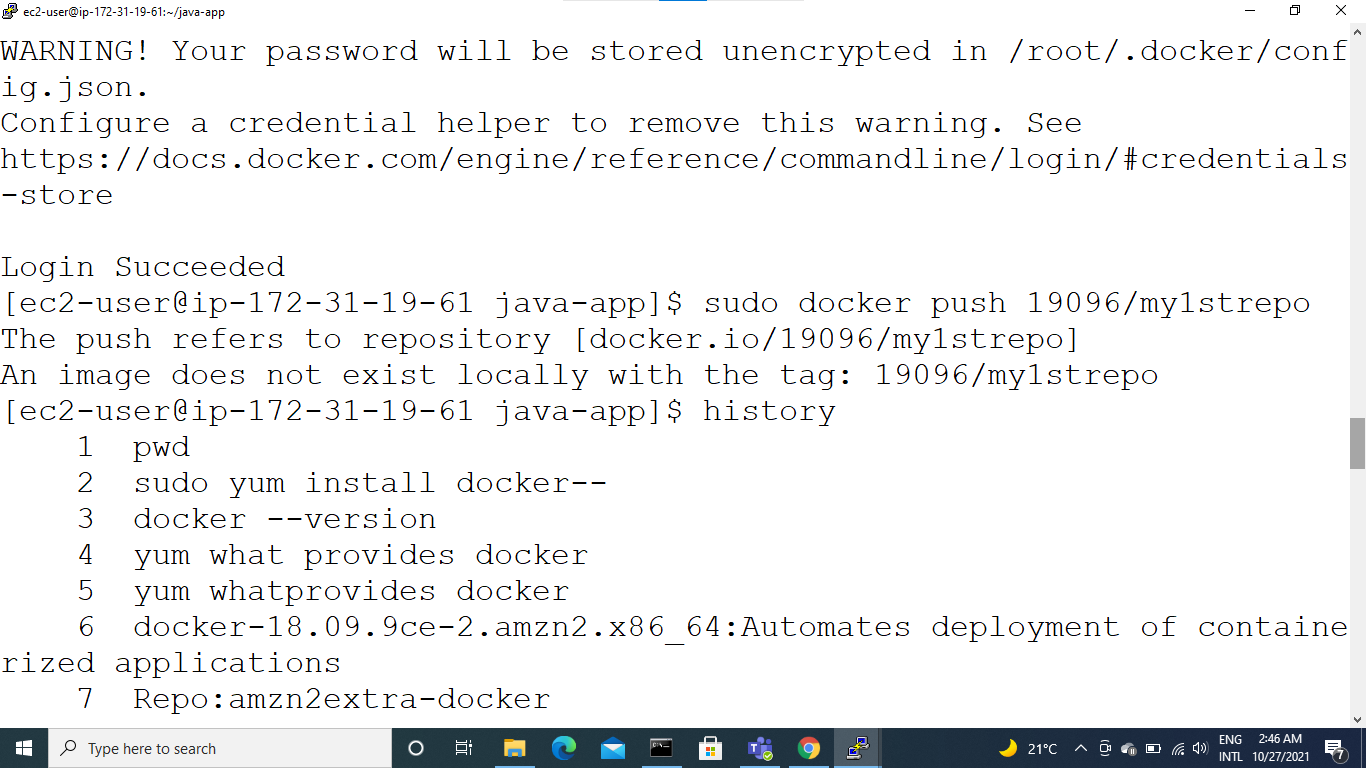 ec2-user@ip-172-31-19-61:~/java-app
WARNING! Your password will be stored unencrypted in /root/.docker/conf
ig.json.
Configure a credential helper to remove this warning. See
https://docs.docker.com/engine/reference/commandline/login/#credentials
-store
Login Succeeded
[ec2-user@ip-172-31-19-61 java-app]$ sudo docker push 19096/my1strepo
The push refers to repository [docker.io/19096/my1strepo]
An image does not exist locally with the tag: 19096/my1strepo
[ec2-user@ip-172-31-19-61 java-app]$ history
1 pwd
2 sudo yum install docker--
3 docker --version
4 yum what provides docker
5 yum whatprovides docker
6 docker-18.09.9ce-2.amzn2.x86_64:Automates deployment of containe
rized applications
7 Repo:amzn2extra-docker
Type here to search
21°C
ENG
INTL
2:46 AM
10/27/2021
7